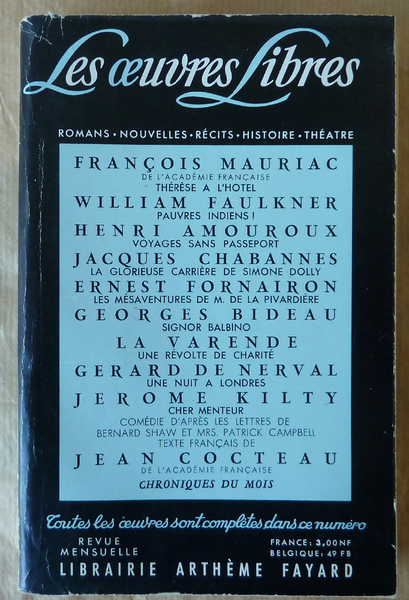 Les œuvres Libres
ROMANS • NOUVELLES • RÉCITS • HISTOIRE • THÉATRE
FRANÇOIS MAURIAC
DE L'ACADÉMIE FRANÇAISE
THÉRÈSE A L'HOTEL
WILLIAM FAULKNER
PAUVRES INDIENS !
HENRI AMOUROUX
VOYAGES SANS PASSEPORT
JACQUES CHABANNES
LA GLORIEUSE CARRIÈRE DE SIMONE DOLLY
ERNEST FORNAIRON
LES MÉSAVENTURES DE M. DE LA PIVARDIÈRE
GEORGES BIDEAU
SIGNOR BALBINO
LA VARENDE
UNE RÉVOLTE DE CHARITÉ
GERARD DE NERVAL
UNE NUIT A LONDRES
JEROME KILTY
CHER MENTEUR
COMÉDIE D'APRÈS LES LETTRES DE
BERNARD SHAW ET MRS. PATRICK CAMPBELL
TEXTE FRANÇAIS DE
JEAN COCTEAU
DE L'ACADÉMIE FRANÇAISE
CHRONIQUES DU MOIS
Toutes les œuvres sont complètes dans ce numéro
REVUE MENSUELLE
FRANCE : 3,00 NF
BELGIQUE : 49 FB
LIBRAIRIE ARTHÈME FAYARD